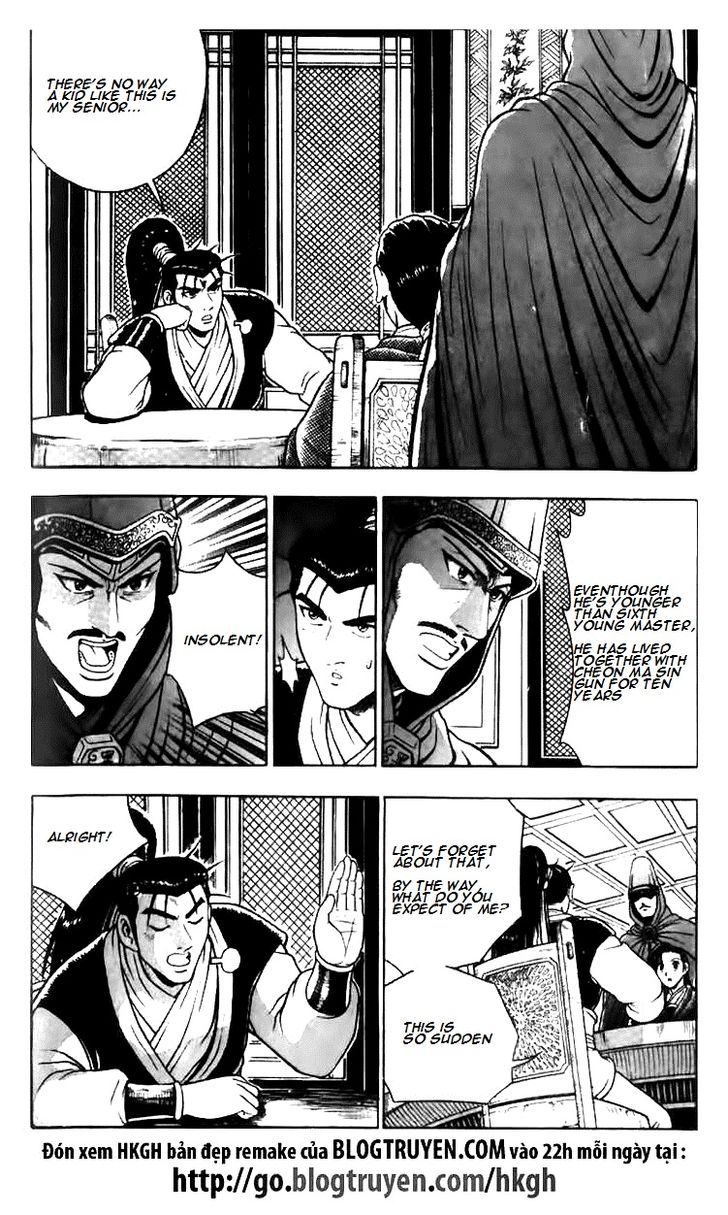 THERE'S NO WAY
A KID LIKE THIS IS
MY SENIOR...
INSOLENT!
EVENTHOUGH
HE'S YOUNGER
THAN SIXTH
YOUNG MASTER,
HE HAS LIVED
TOGETHER WITH
CHEON MA SIN
GUN FOR TEN
YEARS
ALRIGHT!
LET'S FORGET
ABOUT THAT,
BY THE WAY,
WHAT DO YOU
EXPECT OF ME?
THIS IS
SO SUDDEN
Đón xem HKGH bản đẹp remake của BLOGTRUYEN.COM vào 22h mỗi ngày tại :
http://go.blogtruyen.com/hkgh